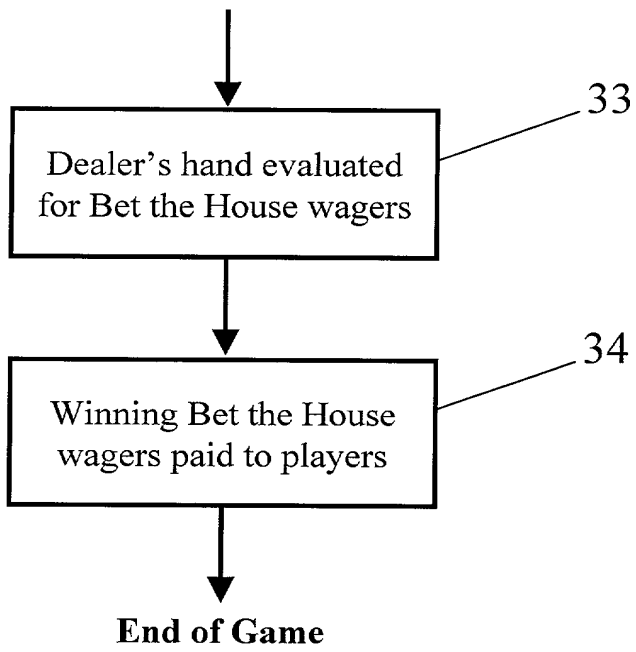 33
Dealer's hand evaluated
for Bet the House wagers
34
Winning Bet the House
wagers paid to players
End of Game